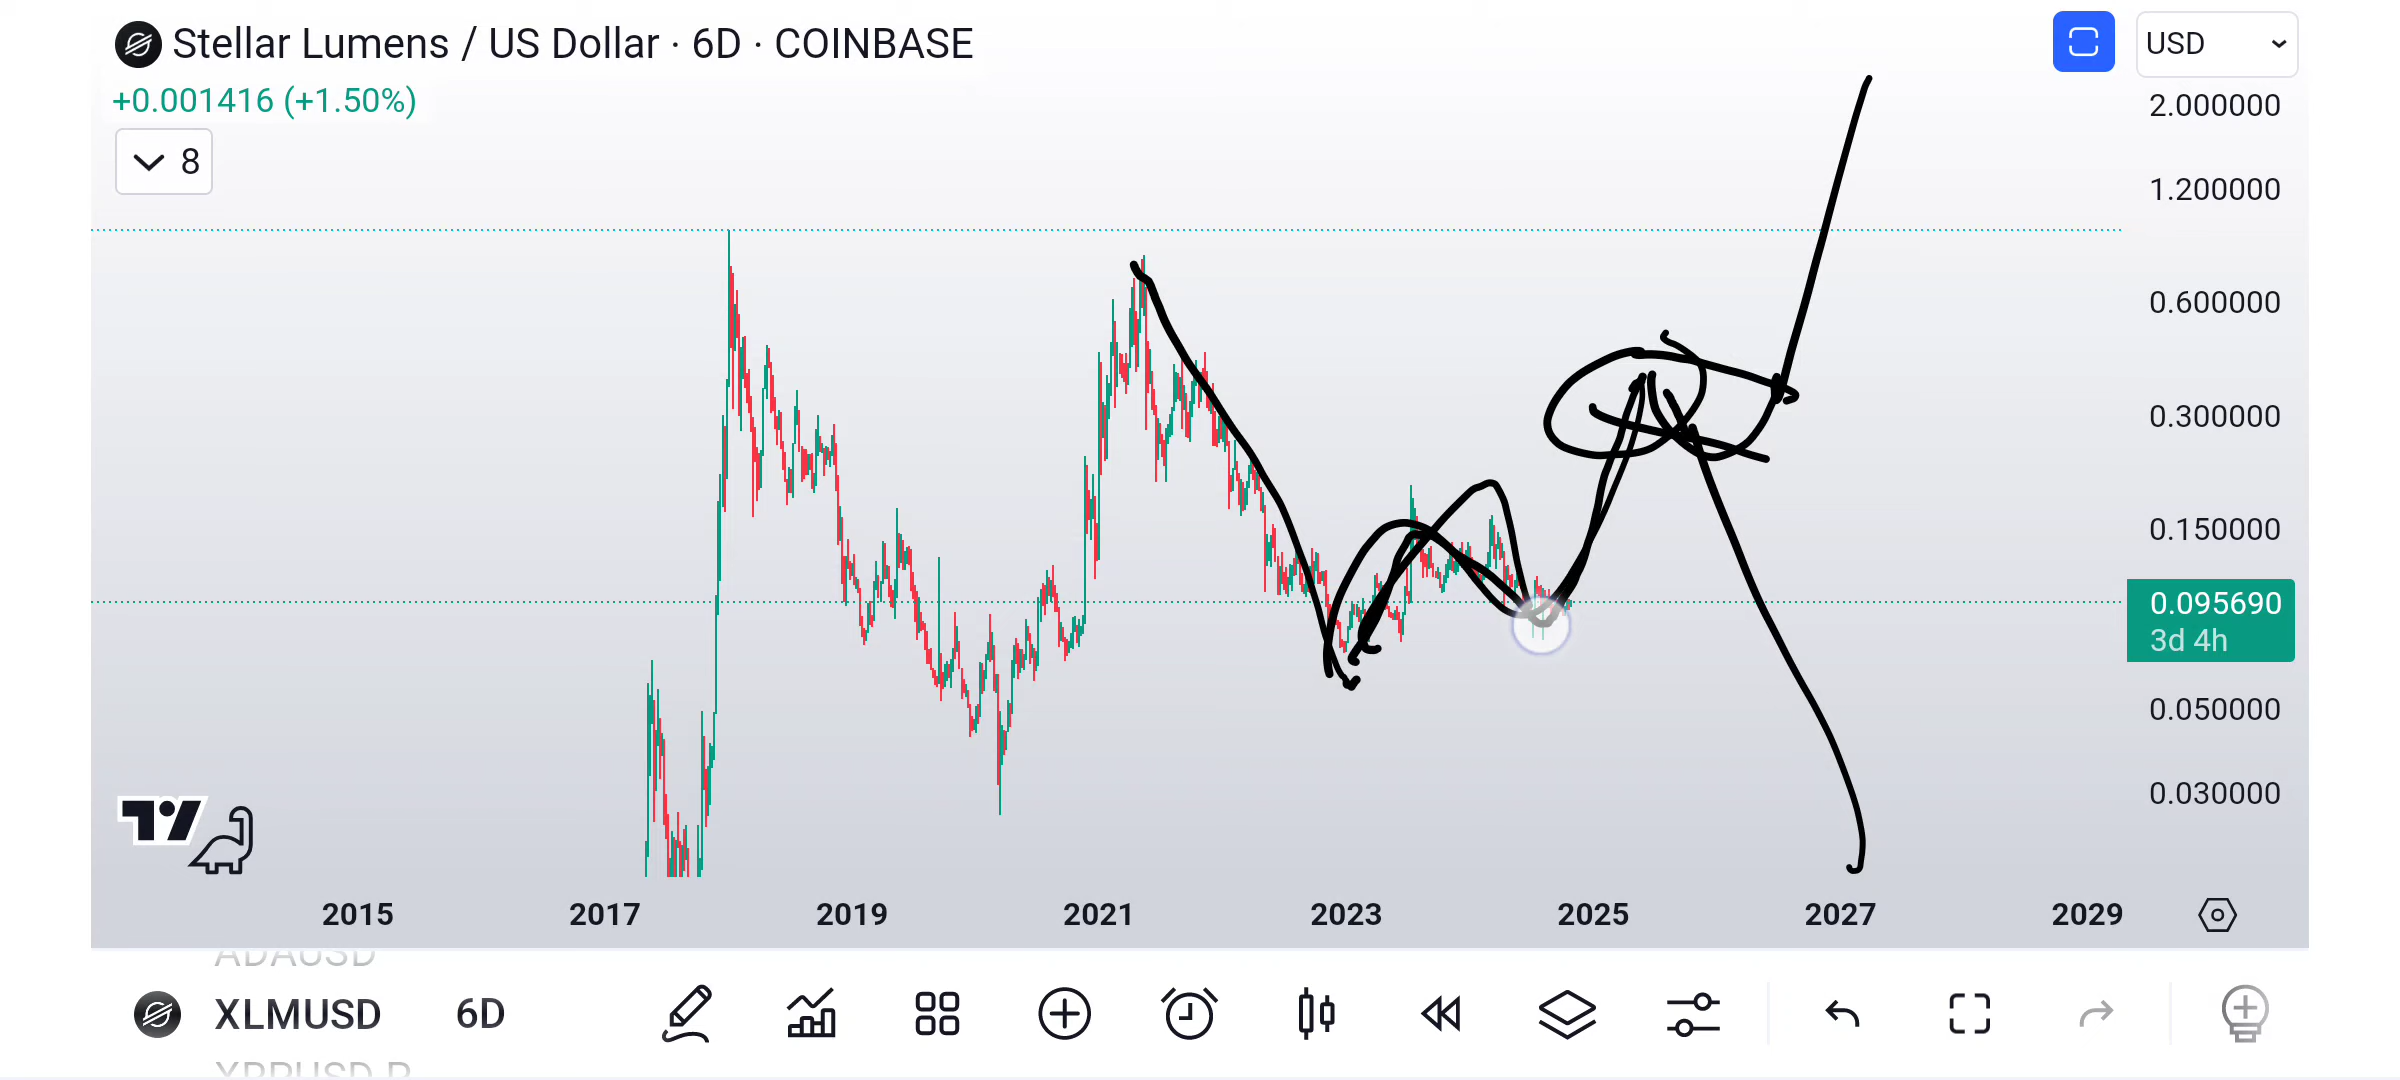 Stellar Lumens / US Dollar · 6D · COINBASE
USD
+0.001416 (+1.50%)
8
2.000000
1.200000
0.600000
0.300000
0.150000
0.095690
3d 4h
0.050000
0.030000
2015 2017 2019 2021 2023 2025 2027 2029
ADAUSD
XLMUSD 6D